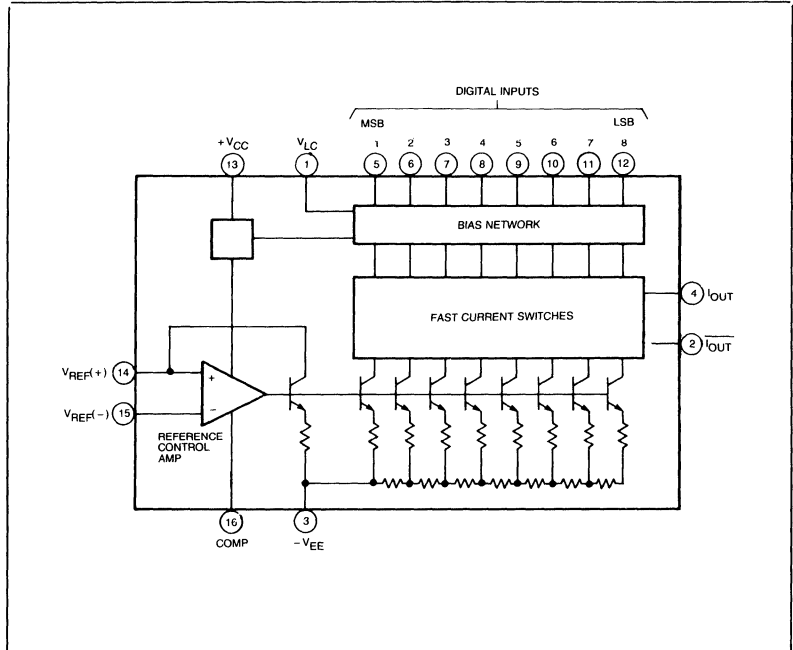 DIGITAL INPUTS
MSB LSB
+VCC VLC 1 2 3 4 5 6 7 8
13 1 5 6 7 8 9 10 11 12
BIAS NETWORK
FAST CURRENT SWITCHES
4 IOUT
2 IOUT
VREF(+) 14
+
VREF(−) 15
−
REFERENCE
CONTROL
AMP
16 3
COMP −VEE